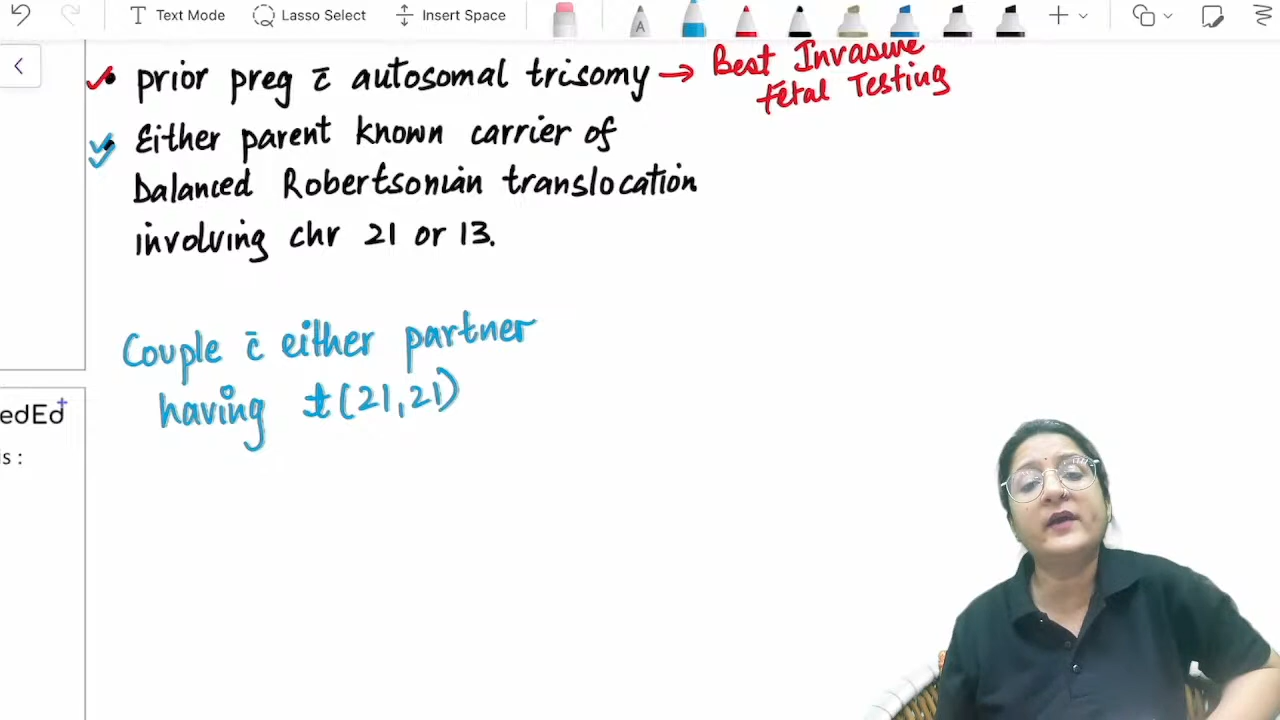 Text Mode Lasso Select Insert Space
prior preg c̄ autosomal trisomy → Best Invasive
fetal Testing
Either parent known carrier of
balanced Robertsonian translocation
involving chr 21 or 13.
Couple c̄ either partner
having t(21,21)
edEd
is :